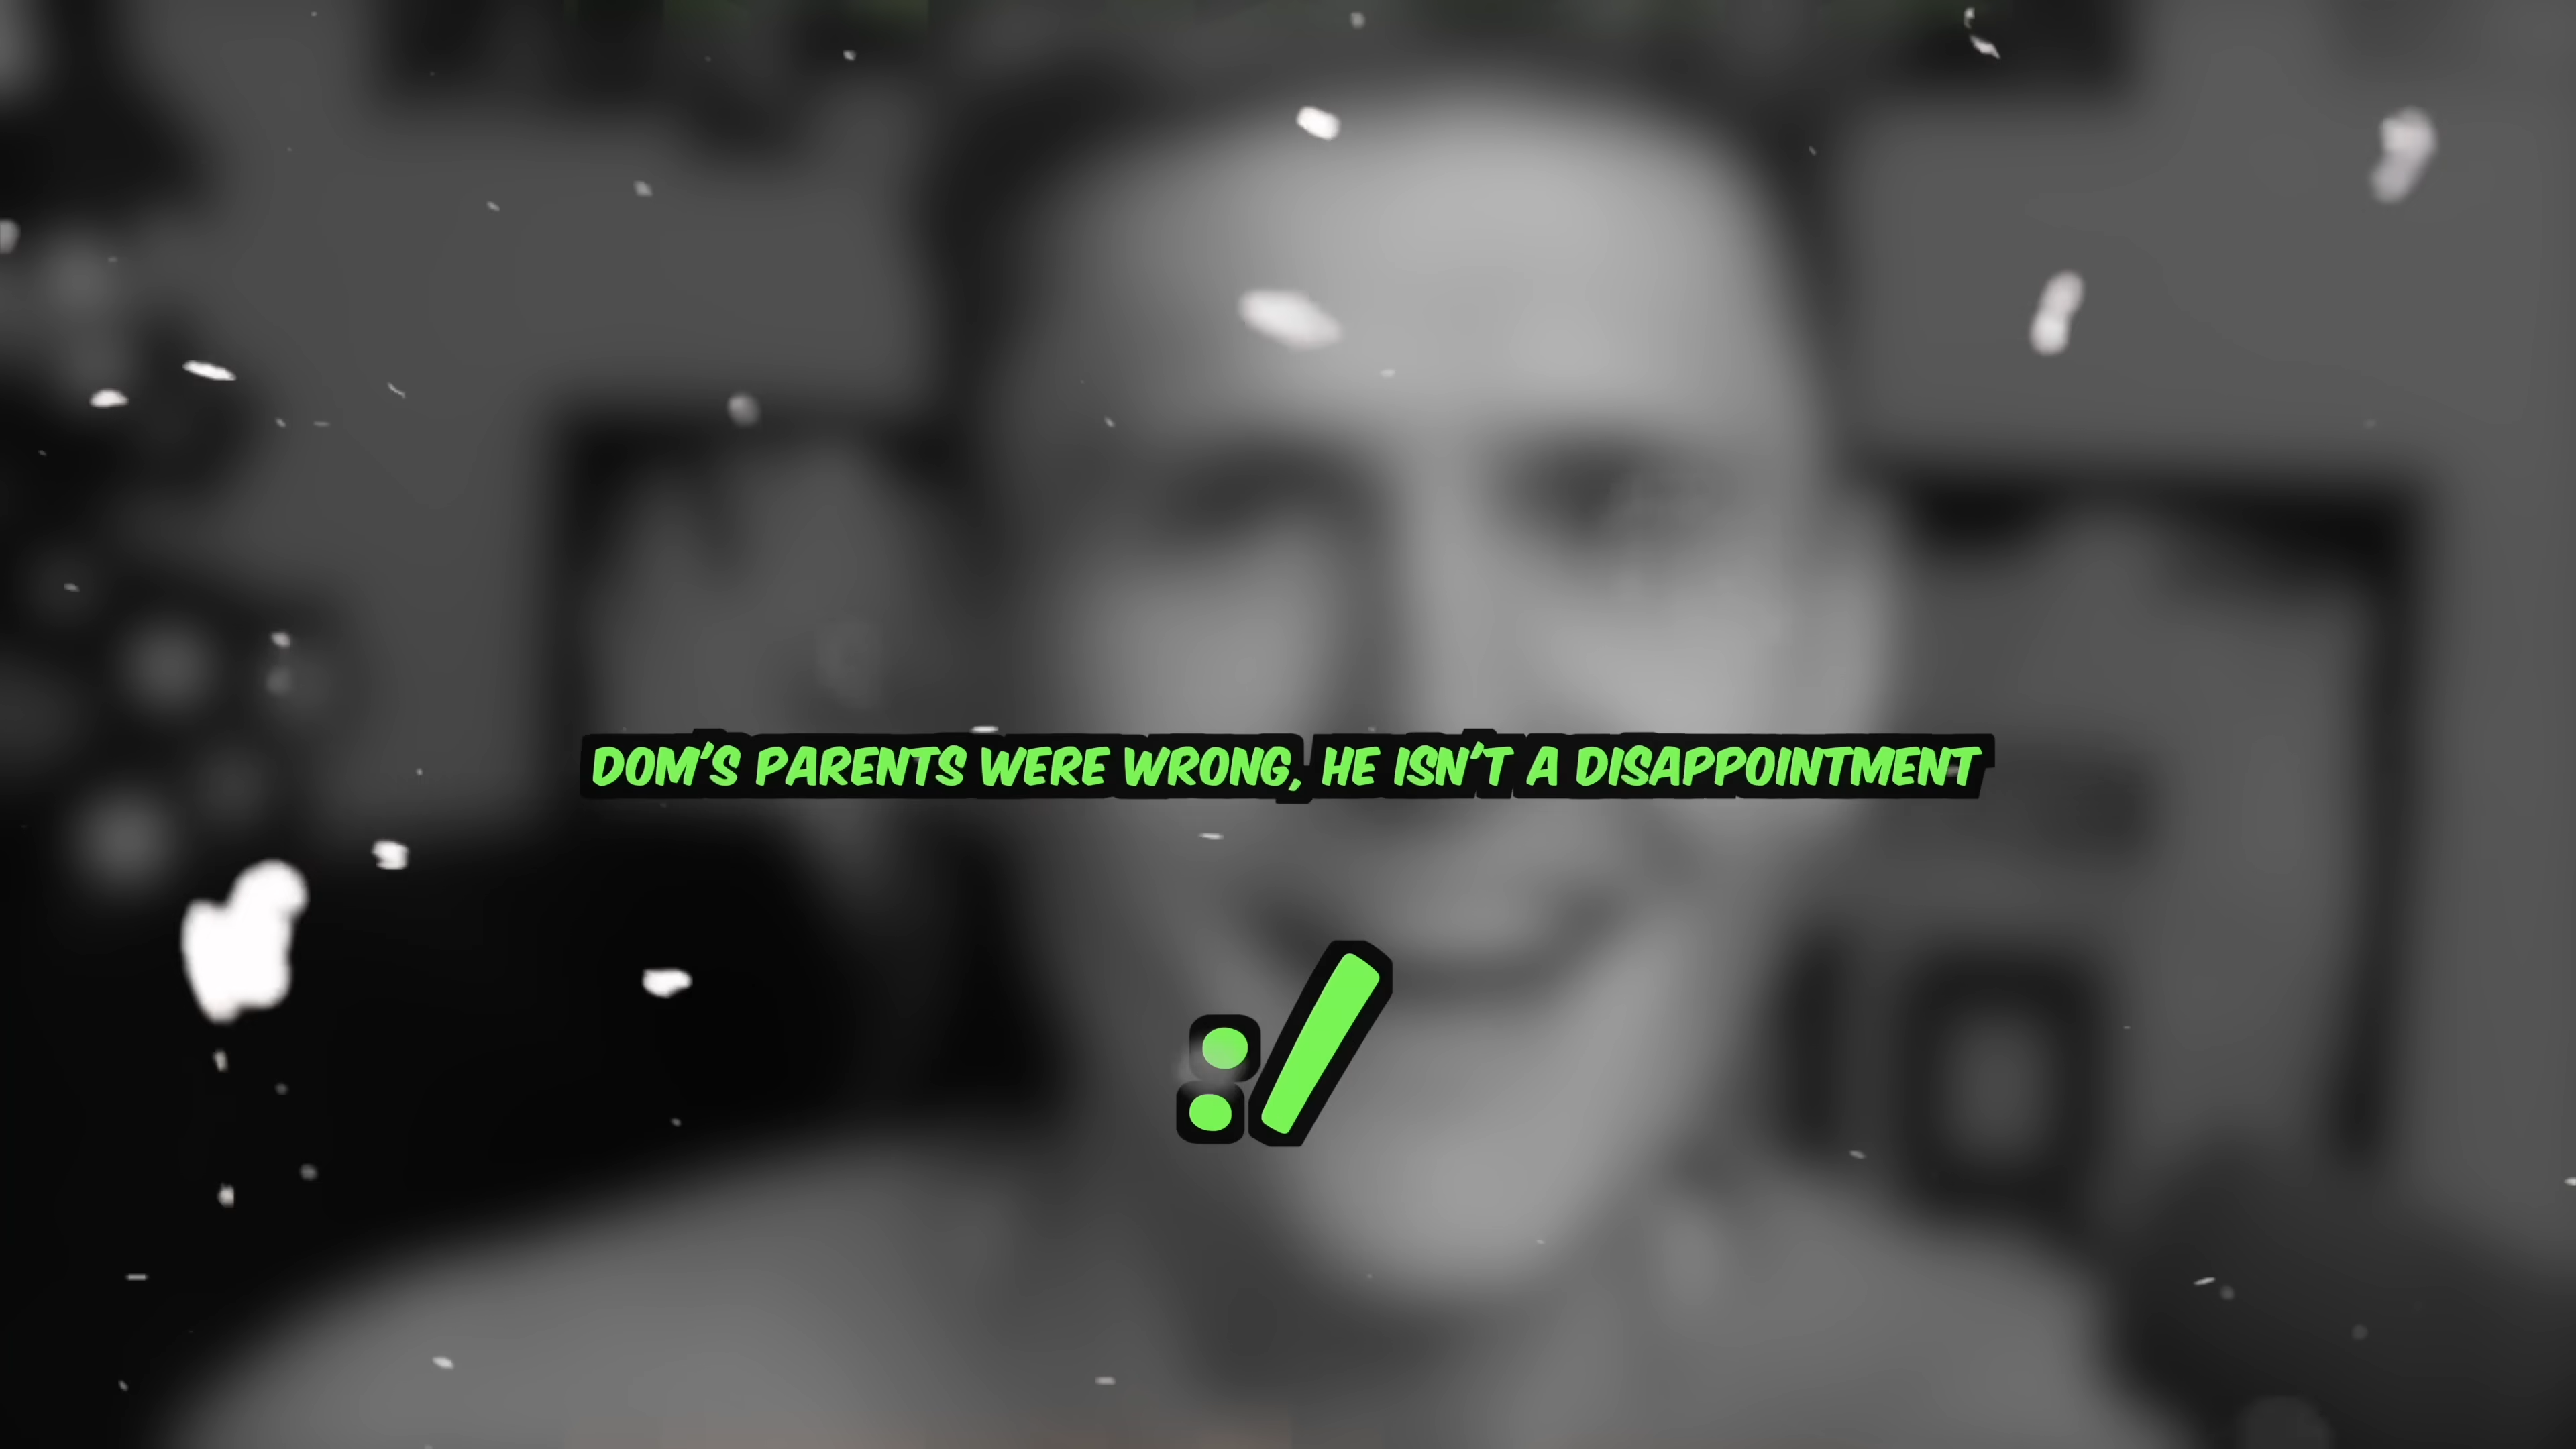 DOM'S PARENTS WERE WRONG, HE ISN'T A DISAPPOINTMENT
:/